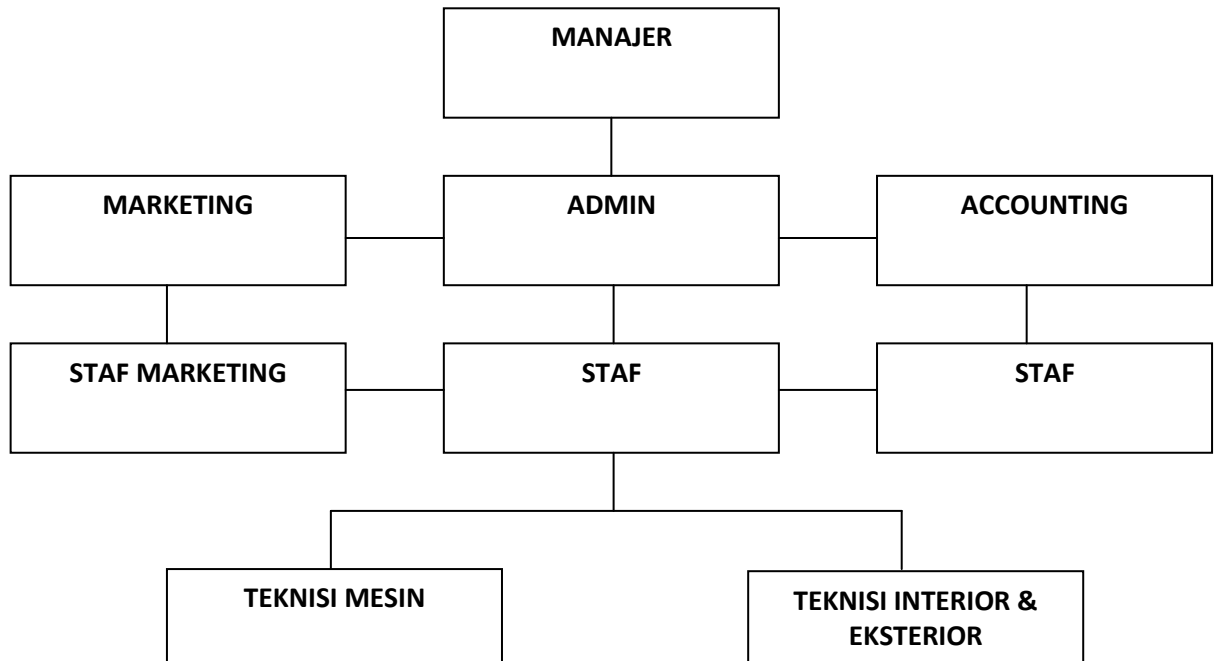 MANAJER
MARKETING
ADMIN
ACCOUNTING
STAF MARKETING
STAF
STAF
TEKNISI MESIN
TEKNISI INTERIOR &
EKSTERIOR